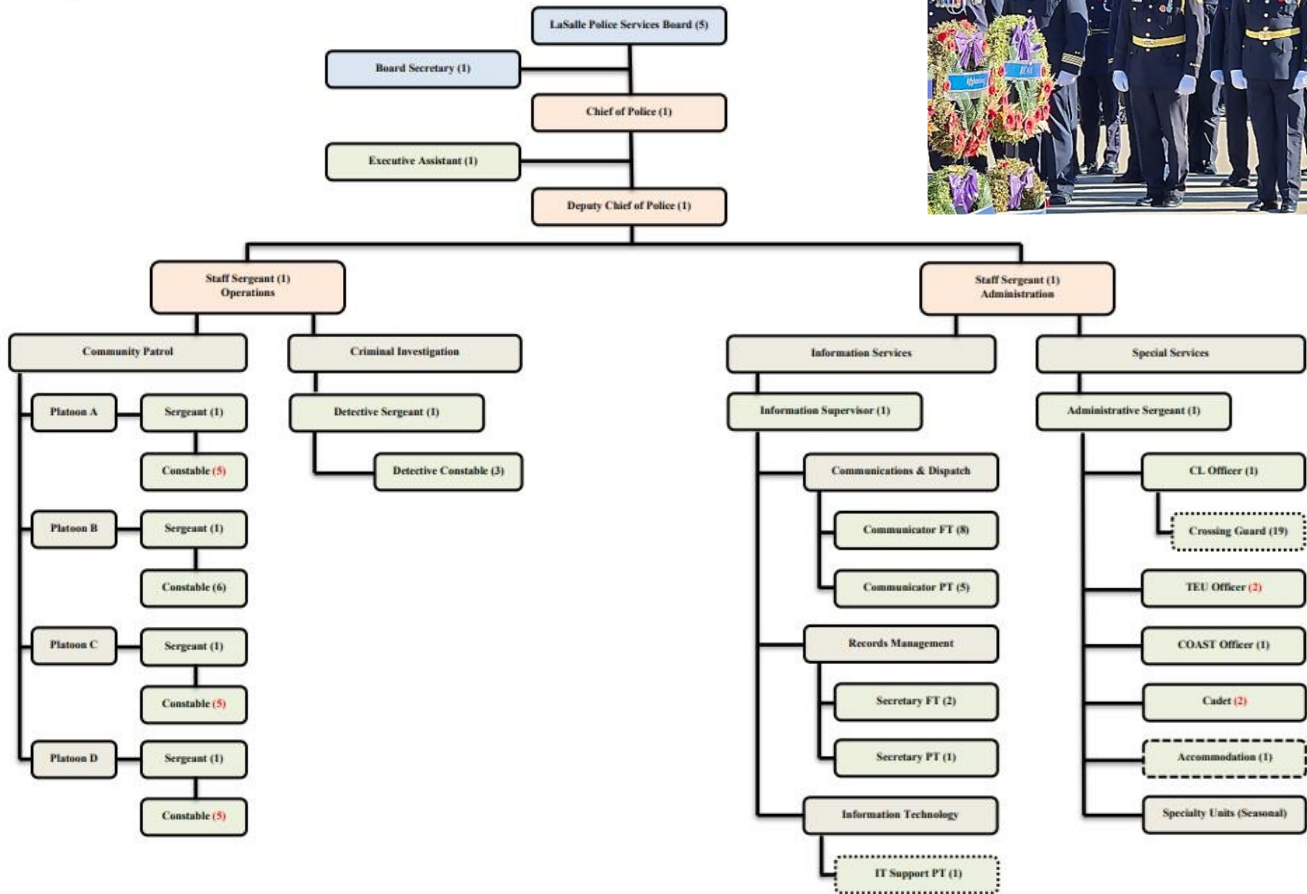 LaSalle Police Services Board (5)
Board Secretary (1)
Chief of Police (1)
Executive Assistant (1)
Deputy Chief of Police (1)
Staff Sergeant (1)
Operations
Community Patrol
Platoon A
Sergeant (1)
Constable (5)
Platoon B
Sergeant (1)
Constable (6)
Platoon C
Sergeant (1)
Constable (5)
Platoon D
Sergeant (1)
Constable (5)
Criminal Investigation
Detective Sergeant (1)
Detective Constable (3)
Staff Sergeant (1)
Administration
Information Services
Information Supervisor (1)
Communications & Dispatch
Communicator FT (8)
Communicator PT (5)
Records Management
Secretary FT (2)
Secretary PT (1)
Information Technology
IT Support PT (1)
Special Services
Administrative Sergeant (1)
CL Officer (1)
Crossing Guard (19)
TEU Officer (2)
COAST Officer (1)
Cadet (2)
Accommodation (1)
Specialty Units (Seasonal)